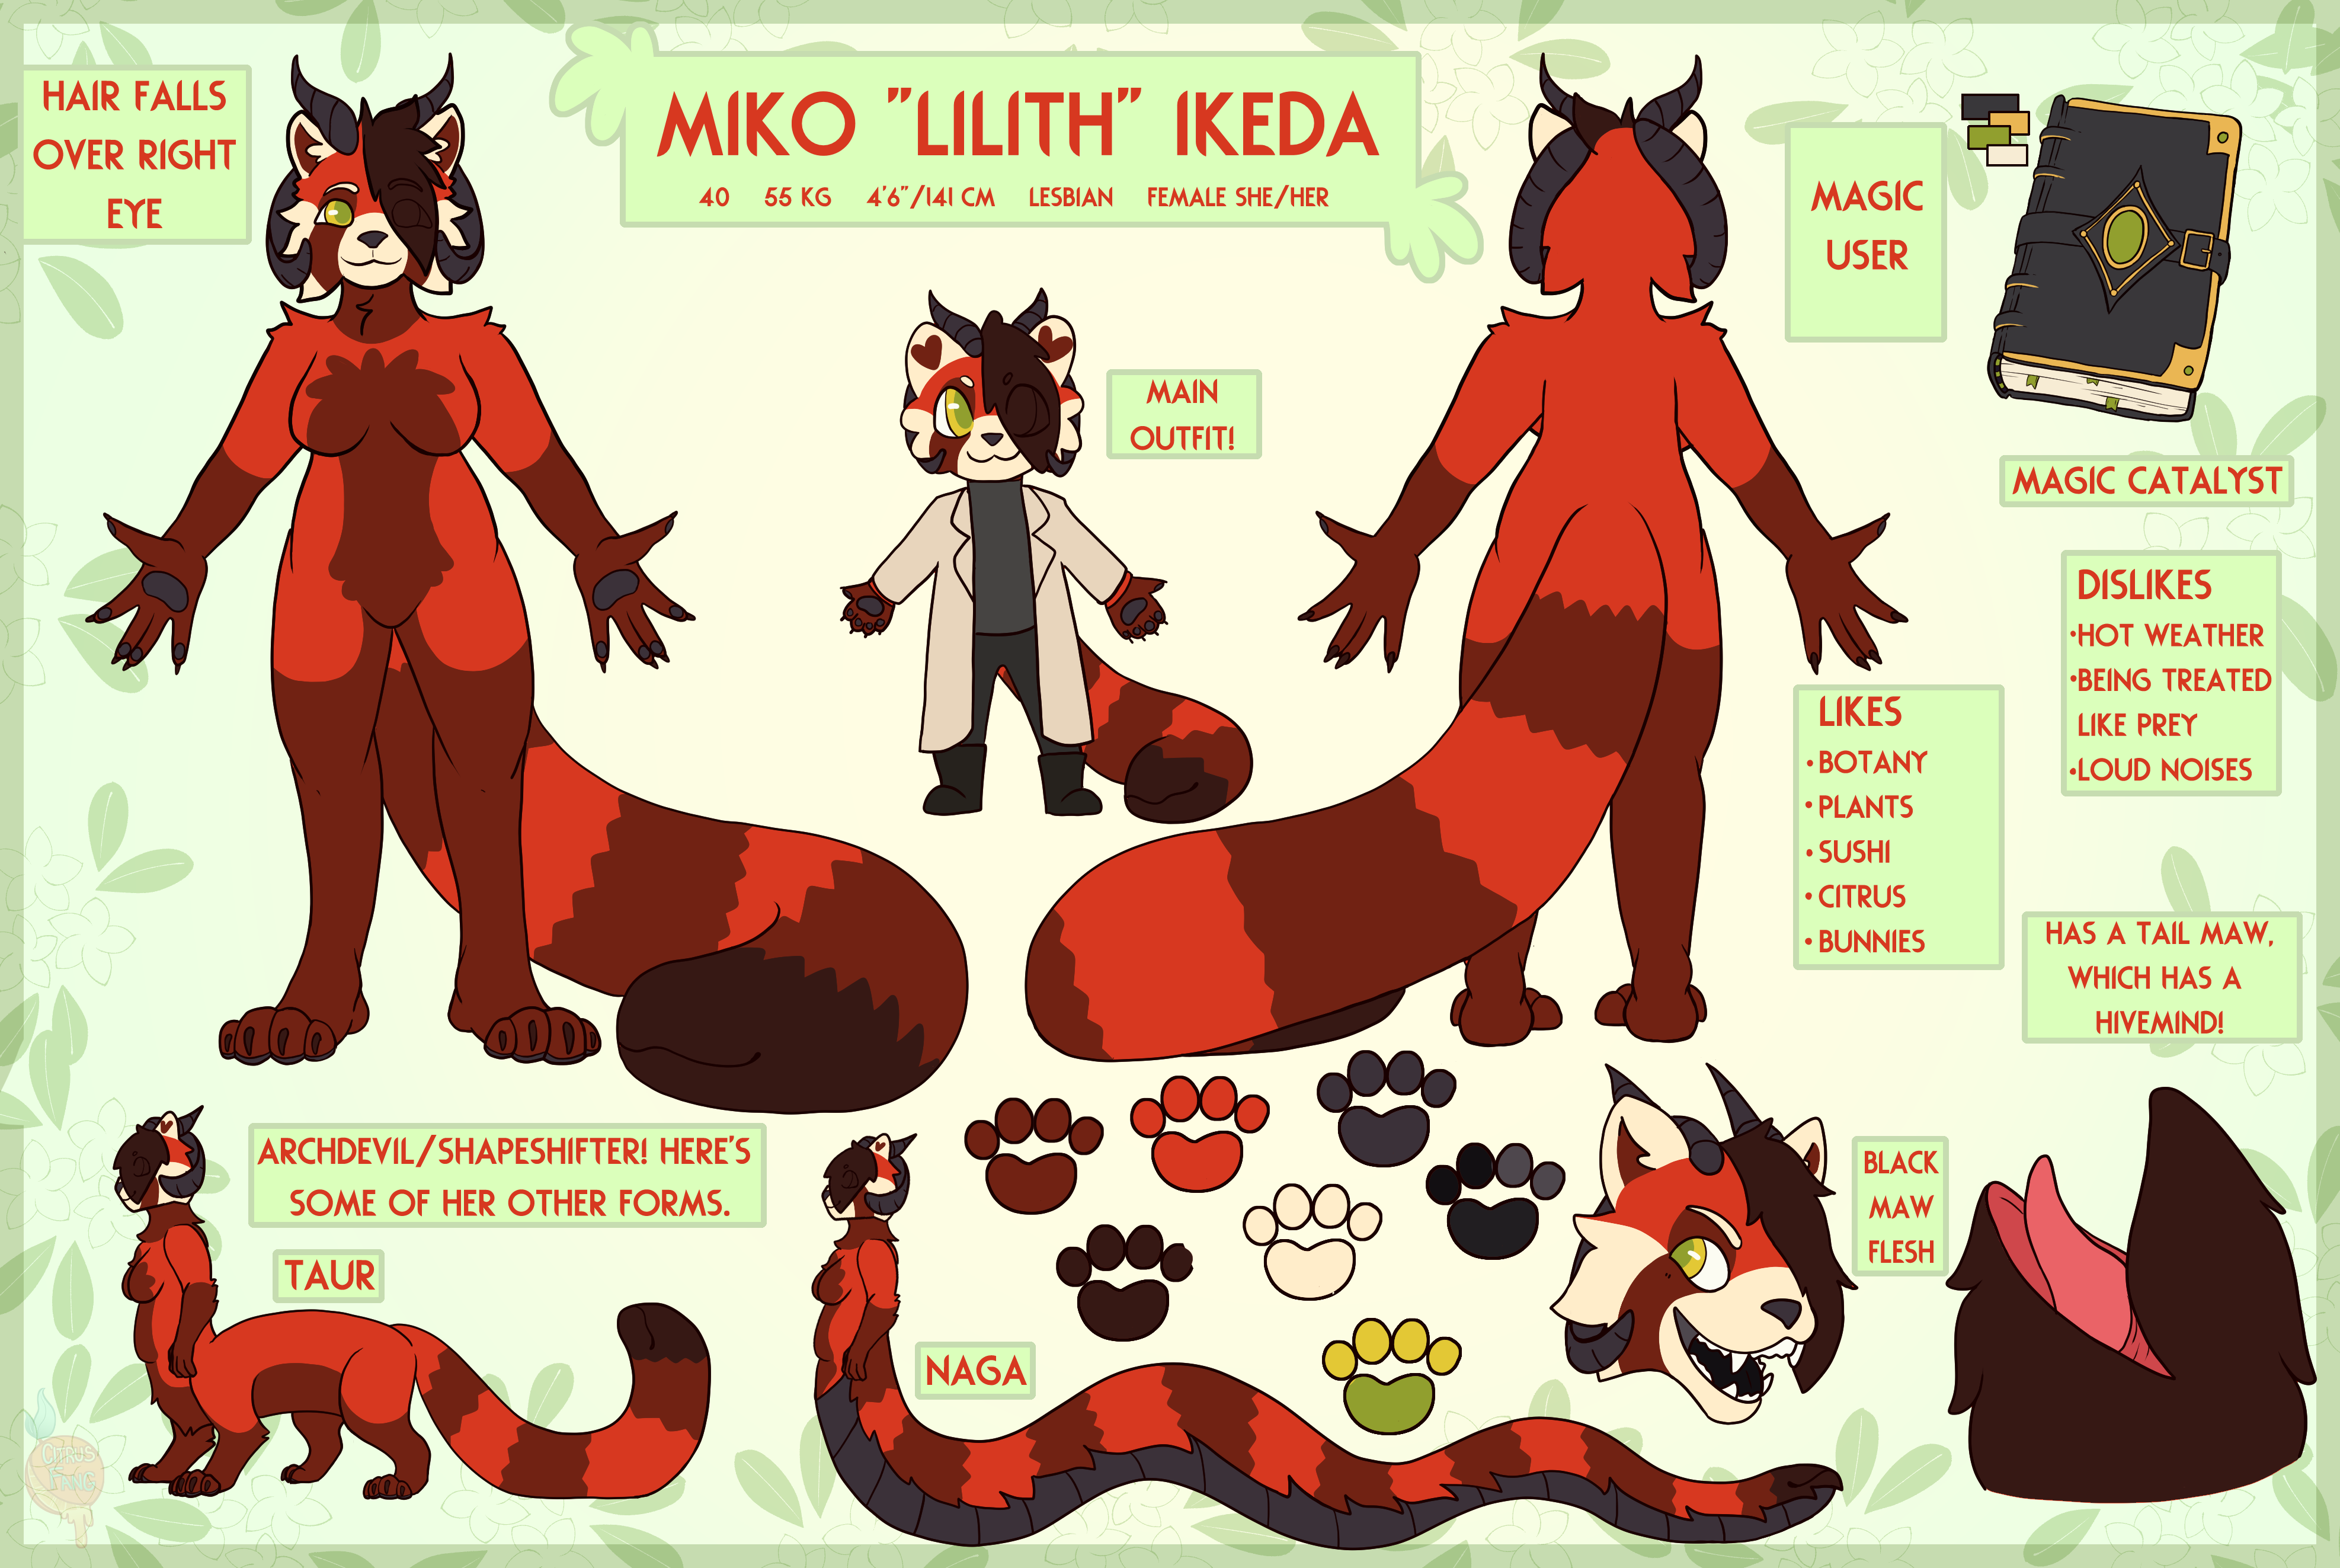 HAIR FALLS
OVER RIGHT
EYE
MIKO "LILITH" IKEDA
40 55 KG 4'6"/141 CM LESBIAN FEMALE SHE/HER
MAGIC
USER
MAIN
OUTFIT!
MAGIC CATALYST
DISLIKES
•HOT WEATHER
•BEING TREATED
LIKE PREY
•LOUD NOISES
LIKES
•BOTANY
•PLANTS
•SUSHI
•CITRUS
•BUNNIES
HAS A TAIL MAW,
WHICH HAS A
HIVEMIND!
ARCHDEVIL/SHAPESHIFTER! HERE'S
SOME OF HER OTHER FORMS.
TAUR
NAGA
BLACK
MAW
FLESH
CITRUS
FANG